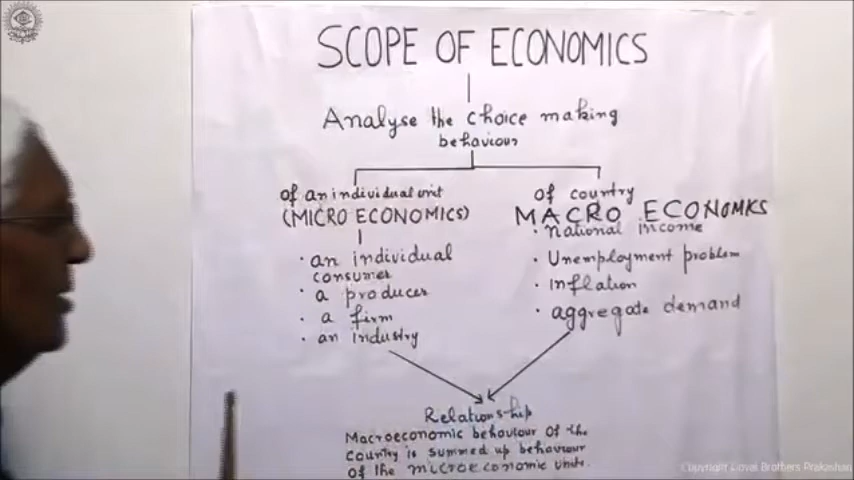 SCOPE OF ECONOMICS
Analyse the choice making
behaviour
of an individual unit
(MICRO ECONOMICS)
· an individual
consumer
· a producer
· a firm
· an industry
of country
MACRO ECONOMKS
· national income
· Unemployment problem
· Inflation
· aggregate demand
Relationship
Macroeconomic behaviour of the
country is summed up behaviour
of the microeconomic units.
Copyright Goyal Brothers Prakashan